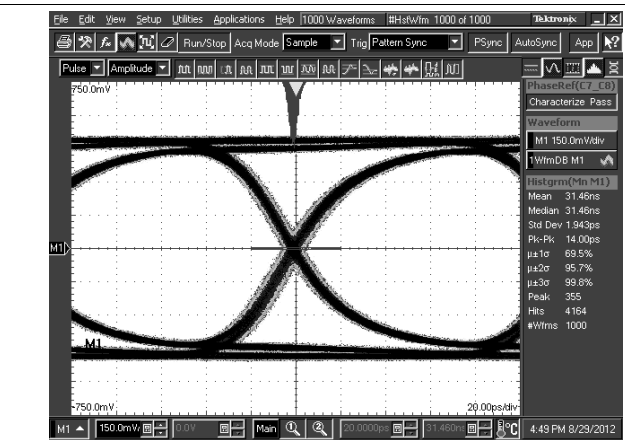 File Edit View Setup Utilities Applications Help 1000 Waveforms #HstWfm 1000 of 1000 Tektronix
Run/Stop Acq Mode Sample Trig Pattern Sync PSync AutoSync App
Pulse Amplitude
750.0mV
PhaseRef(C7_C8)
Characterize Pass
Waveform
M1 150.0mV/div
1WfmDB M1
Histgrm(Mn M1)
Mean 31.46ns
Median 31.46ns
Std Dev 1.943ps
Pk-Pk 14.00ps
µ±1σ 69.5%
µ±2σ 95.7%
µ±3σ 99.8%
Peak 355
Hits 4164
#Wfms 1000
M1
M1
-750.0mV
20.00ps/div
M1 150.0mV/ 0.0V Main 20.0000ps 31.460n °C 4:49 PM 8/29/2012